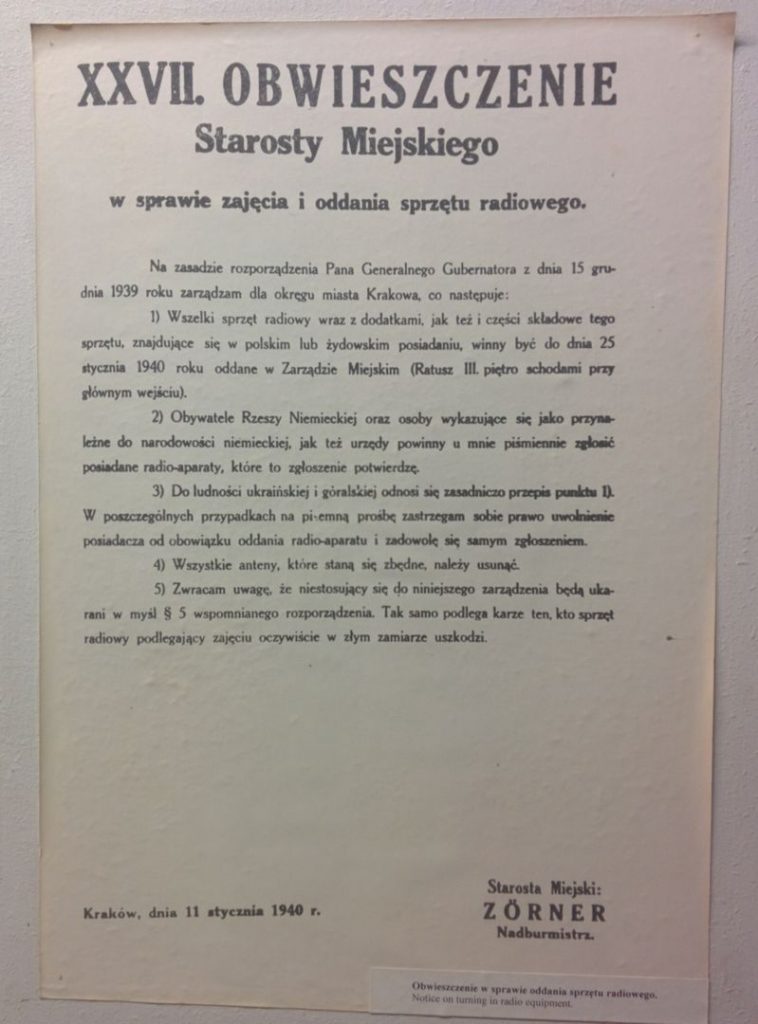 XXVII. OBWIESZCZENIE
Starosty Miejskiego
w sprawie zajęcia i oddania sprzętu radiowego.
Na zasadzie rozporządzenia Pana Generalnego Gubernatora z dnia 15 gru-
dnia 1939 roku zarządzam dla okręgu miasta Krakowa, co następuje:
1) Wszelki sprzęt radiowy wraz z dodatkami, jak też i części składowe tego
sprzętu, znajdujące się w polskim lub żydowskim posiadaniu, winny być do dnia 25
stycznia 1940 roku oddane w Zarządzie Miejskim (Ratusz III. piętro schodami przy
głównym wejściu).
2) Obywatele Rzeszy Niemieckiej oraz osoby wykazujące się jako przyna-
leżne do narodowości niemieckiej, jak też urzędy powinny u mnie piśmiennie zgłosić
posiadane radio-aparaty, które to zgłoszenie potwierdzę.
3) Do ludności ukraińskiej i góralskiej odnosi się zasadniczo przepis punktu 1).
W poszczególnych przypadkach na pisemną prośbę zastrzegam sobie prawo uwolnienie
posiadacza od obowiązku oddania radio-aparatu i zadowolę się samym zgłoszeniem.
4) Wszystkie anteny, które staną się zbędne, należy usunąć.
5) Zwracam uwagę, że niestosujący się do niniejszego zarządzenia będą uka-
rani w myśl § 5 wspomnianego rozporządzenia. Tak samo podlega karze ten, kto sprzęt
radiowy podlegający zajęciu oczywiście w złym zamiarze uszkodzi.
Kraków, dnia 11 stycznia 1940 r.
Starosta Miejski:
ZÖRNER
Nadburmistrz.
Obwieszczenie w sprawie oddania sprzętu radiowego.
Notice on turning in radio equipment.